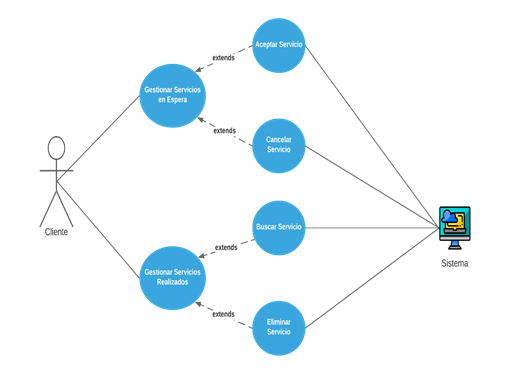 Aceptar Servicio
extends
Gestionar Servicios
en Espera
extends
Cancelar
Servicio
Cliente
Buscar Servicio
extends
Sistema
Gestionar Servicios
Realizados
extends
Eliminar
Servicio